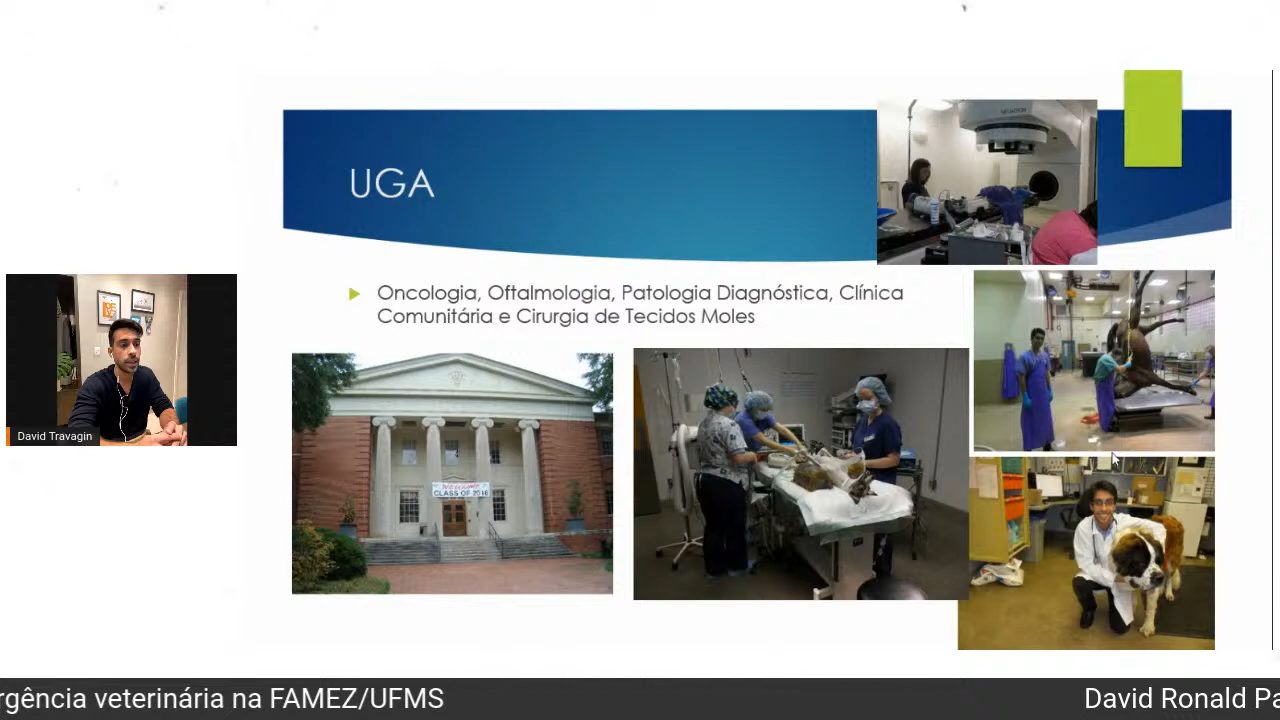 UGA
Oncologia, Oftalmologia, Patologia Diagnóstica, Clínica
Comunitária e Cirurgia de Tecidos Moles
WELCOME
CLASS OF 2016
David Travagin
rgência veterinária na FAMEZ/UFMS
David Ronald Pa